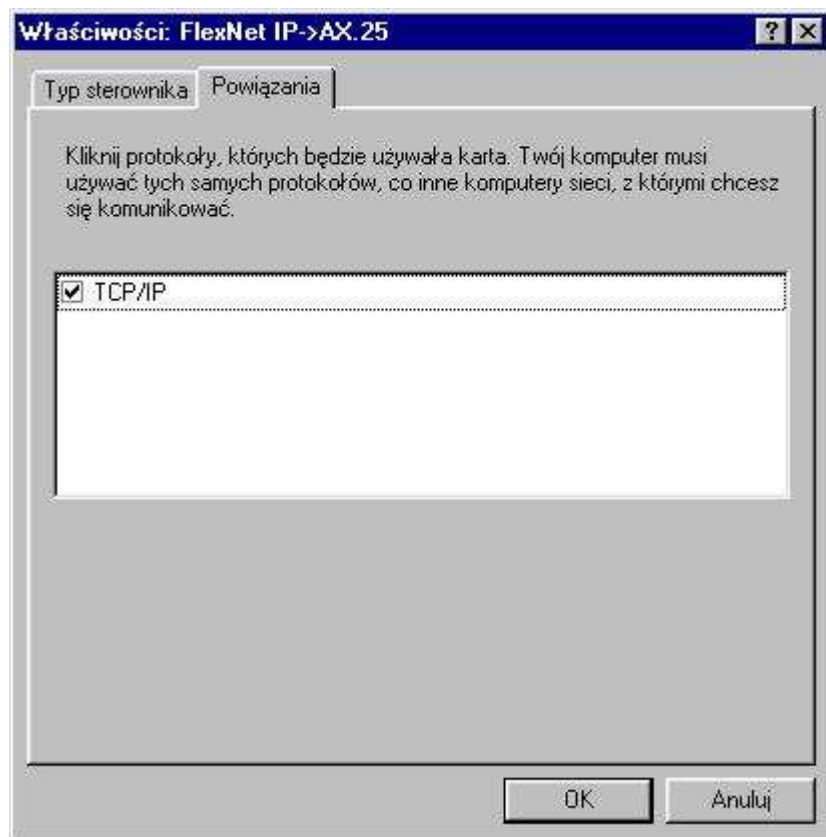 Właściwości: FlexNet IP->AX.25
Typ sterownika Powiązania
Kliknij protokoły, których będzie używała karta. Twój komputer musi
używać tych samych protokołów, co inne komputery sieci, z którymi chcesz
się komunikować.
TCP/IP
OK Anuluj